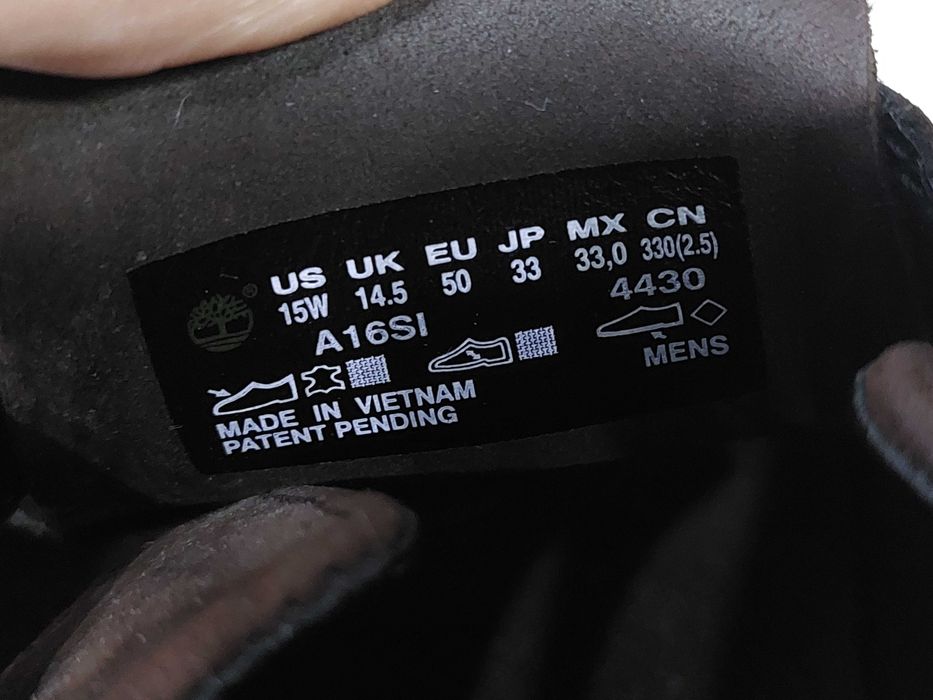 US UK EU JP MX CN
15W 14.5 50 33 33,0 330(2.5)
A16SI 4430
MENS
MADE IN VIETNAM
PATENT PENDING
®